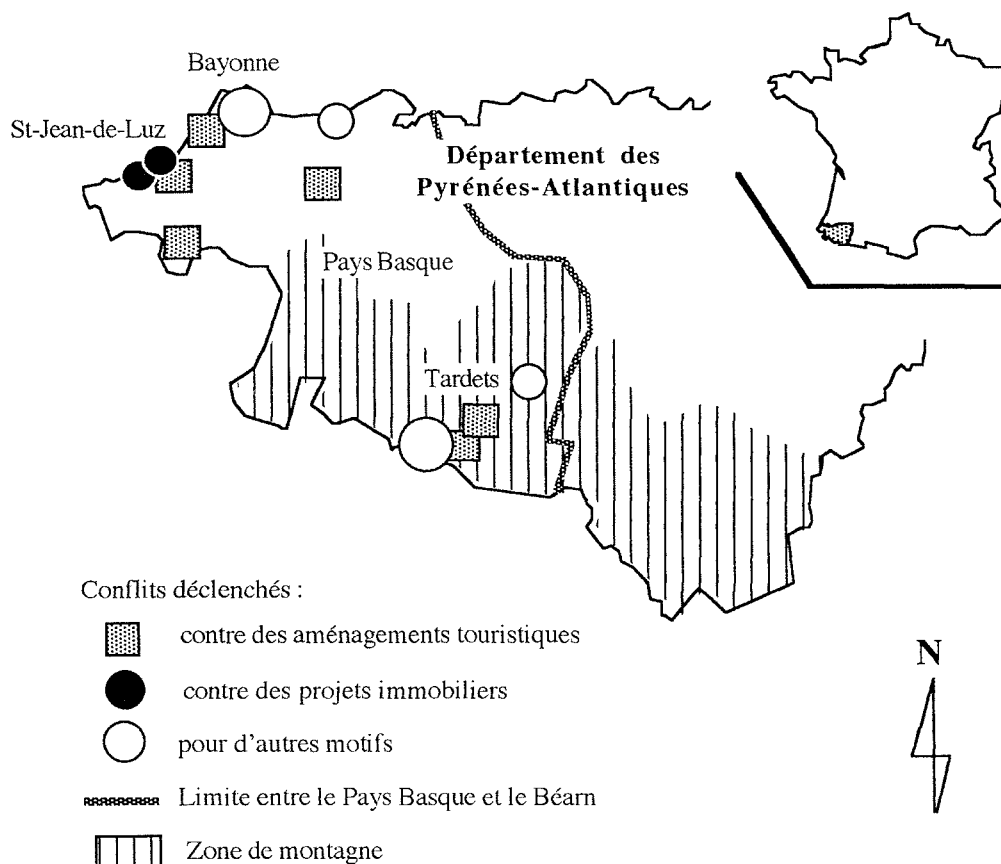 Bayonne
St-Jean-de-Luz
Département des
Pyrénées-Atlantiques
Pays Basque
Tardets
Conflits déclenchés :
contre des aménagements touristiques
contre des projets immobiliers
pour d'autres motifs
Limite entre le Pays Basque et le Béarn
Zone de montagne
N